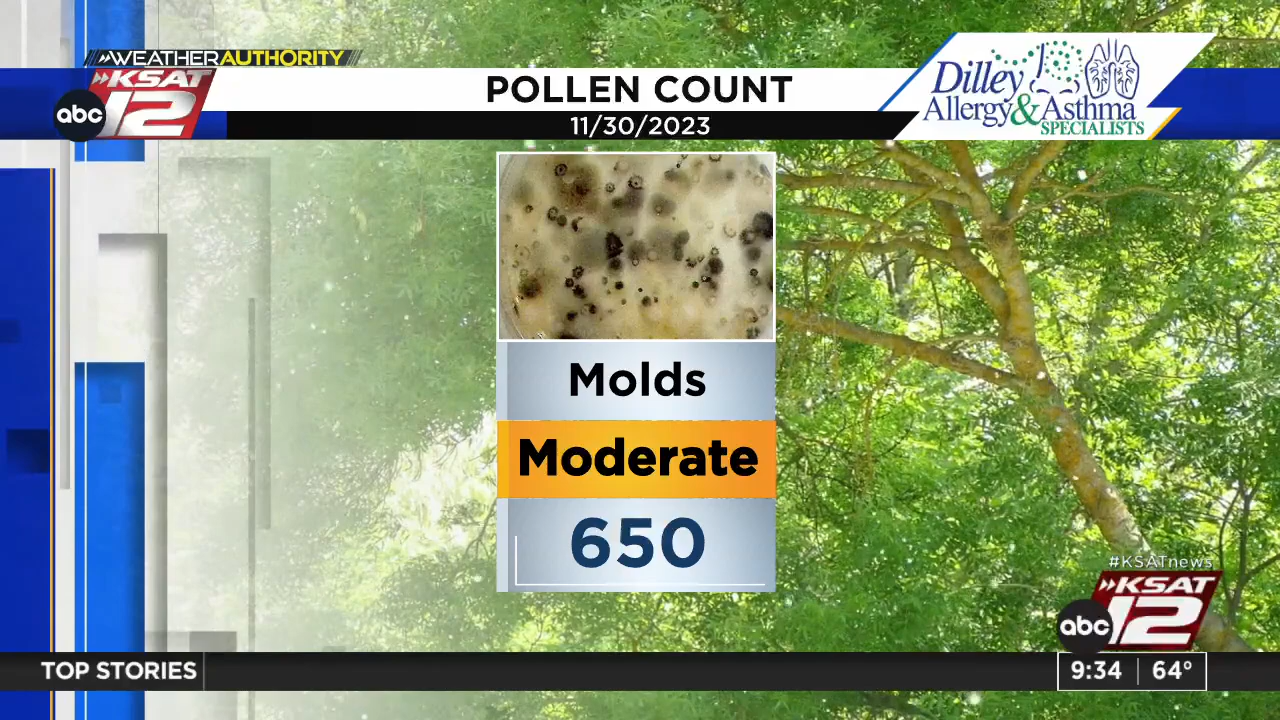 WEATHER AUTHORITY
KSAT
abc 12
POLLEN COUNT
11/30/2023
Dilley
Allergy & Asthma
SPECIALISTS
Molds
Moderate
650
#KSATnews
KSAT
abc 12
TOP STORIES
9:34 64°